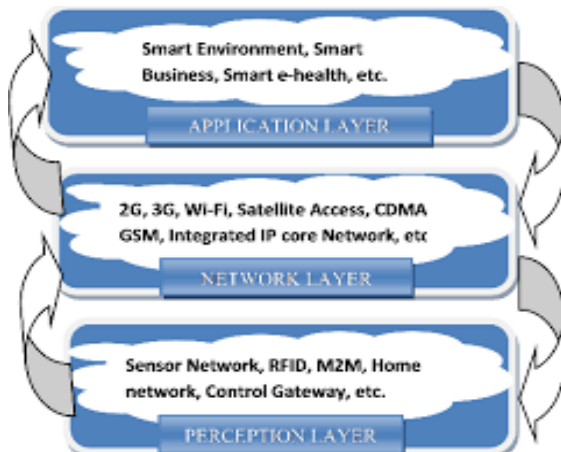 Smart Environment, Smart
Business, Smart e-health, etc.
APPLICATION LAYER
2G, 3G, Wi-Fi, Satellite Access, CDMA
GSM, Integrated IP core Network, etc
NETWORK LAYER
Sensor Network, RFID, M2M, Home
network, Control Gateway, etc.
PERCEPTION LAYER